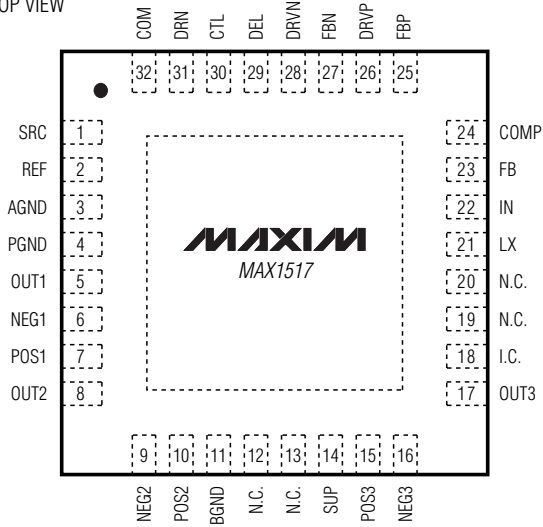 TOP VIEW
COM DRN CTL DEL DRVN FBN DRVP FBP
32 31 30 29 28 27 26 25
SRC 1 24 COMP
REF 2 23 FB
AGND 3 22 IN
PGND 4 21 LX
MAXIM
OUT1 5 20 N.C.
MAX1517
NEG1 6 19 N.C.
POS1 7 18 I.C.
OUT2 8 17 OUT3
9 10 11 12 13 14 15 16
NEG2 POS2 BGND N.C. N.C. SUP POS3 NEG3